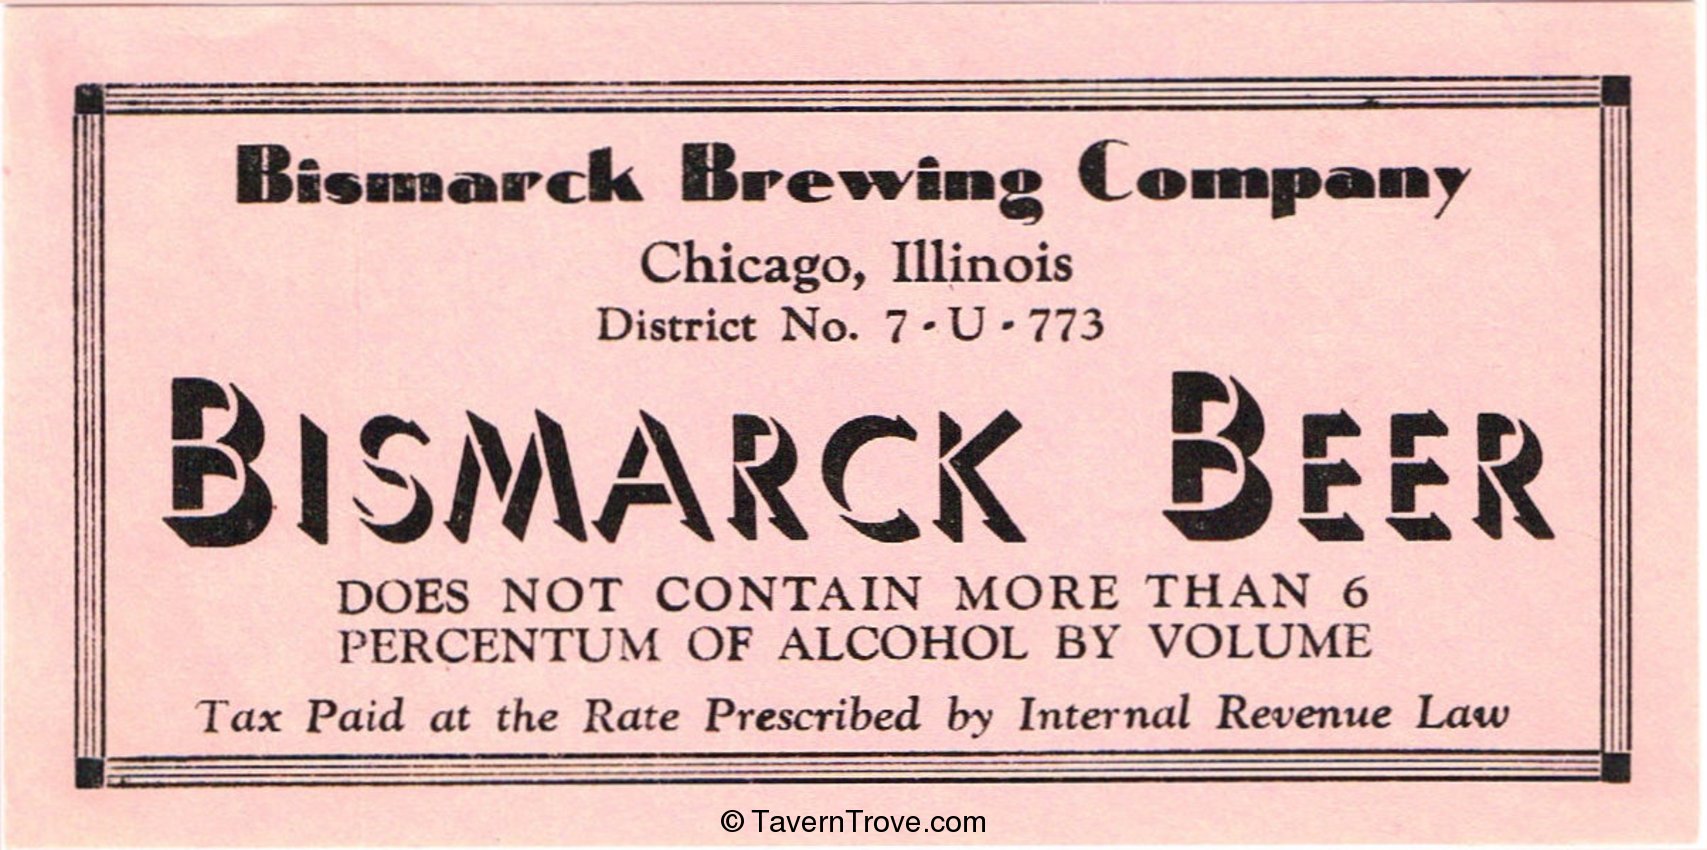 Bismarck Brewing Company
Chicago, Illinois
District No. 7-U-773
BISMARCK BEER
DOES NOT CONTAIN MORE THAN 6
PERCENTUM OF ALCOHOL BY VOLUME
Tax Paid at the Rate Prescribed by Internal Revenue Law
© TavernTrove.com